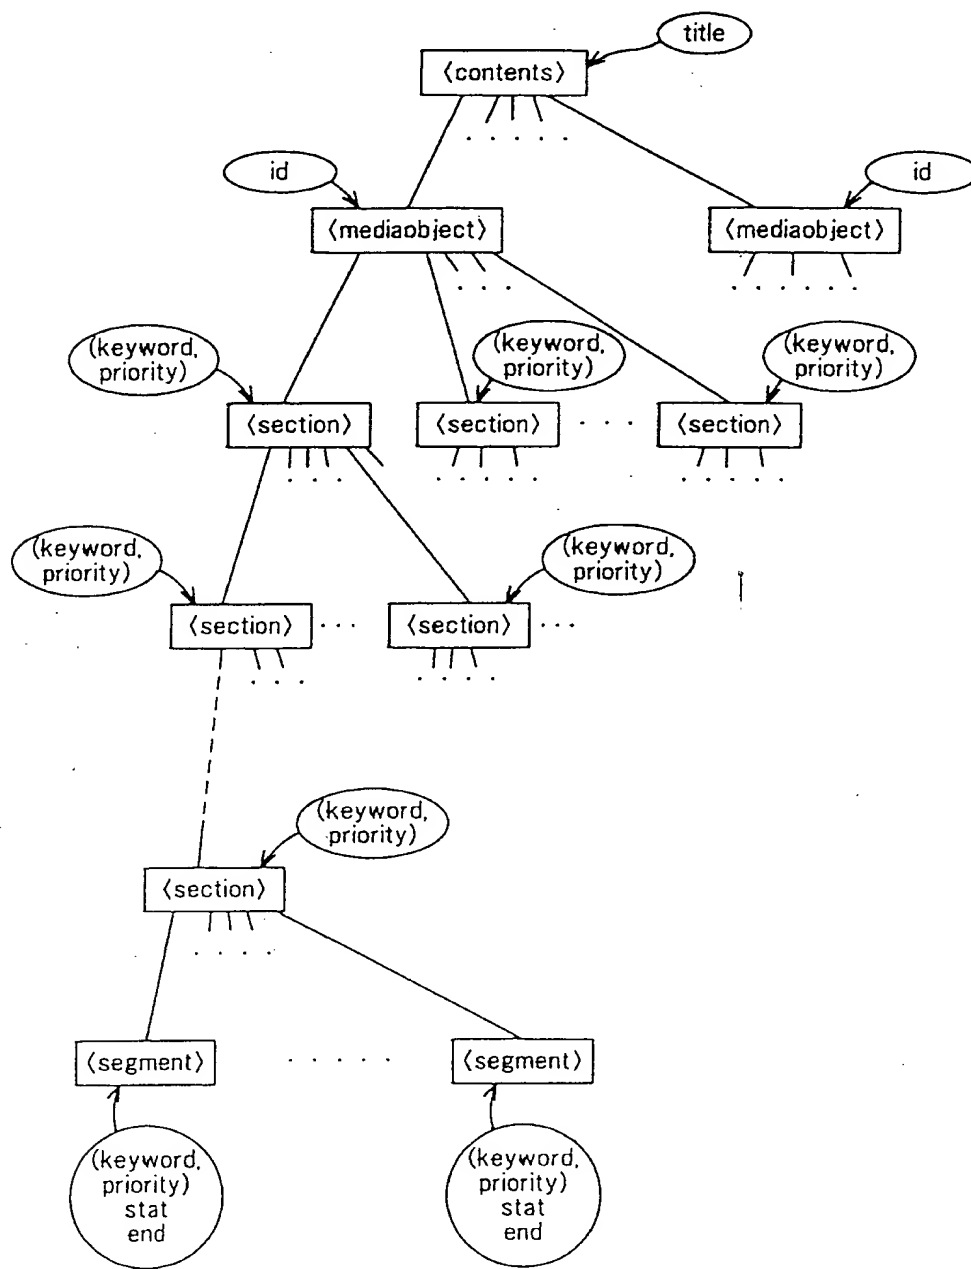 title
〈contents〉
id
id
〈mediaobject〉
〈mediaobject〉
(keyword,
priority)
(keyword,
priority)
(keyword,
priority)
〈section〉
〈section〉
〈section〉
(keyword,
priority)
(keyword,
priority)
〈section〉
〈section〉
(keyword,
priority)
〈section〉
〈segment〉
〈segment〉
(keyword,
priority)
stat
end
(keyword,
priority)
stat
end